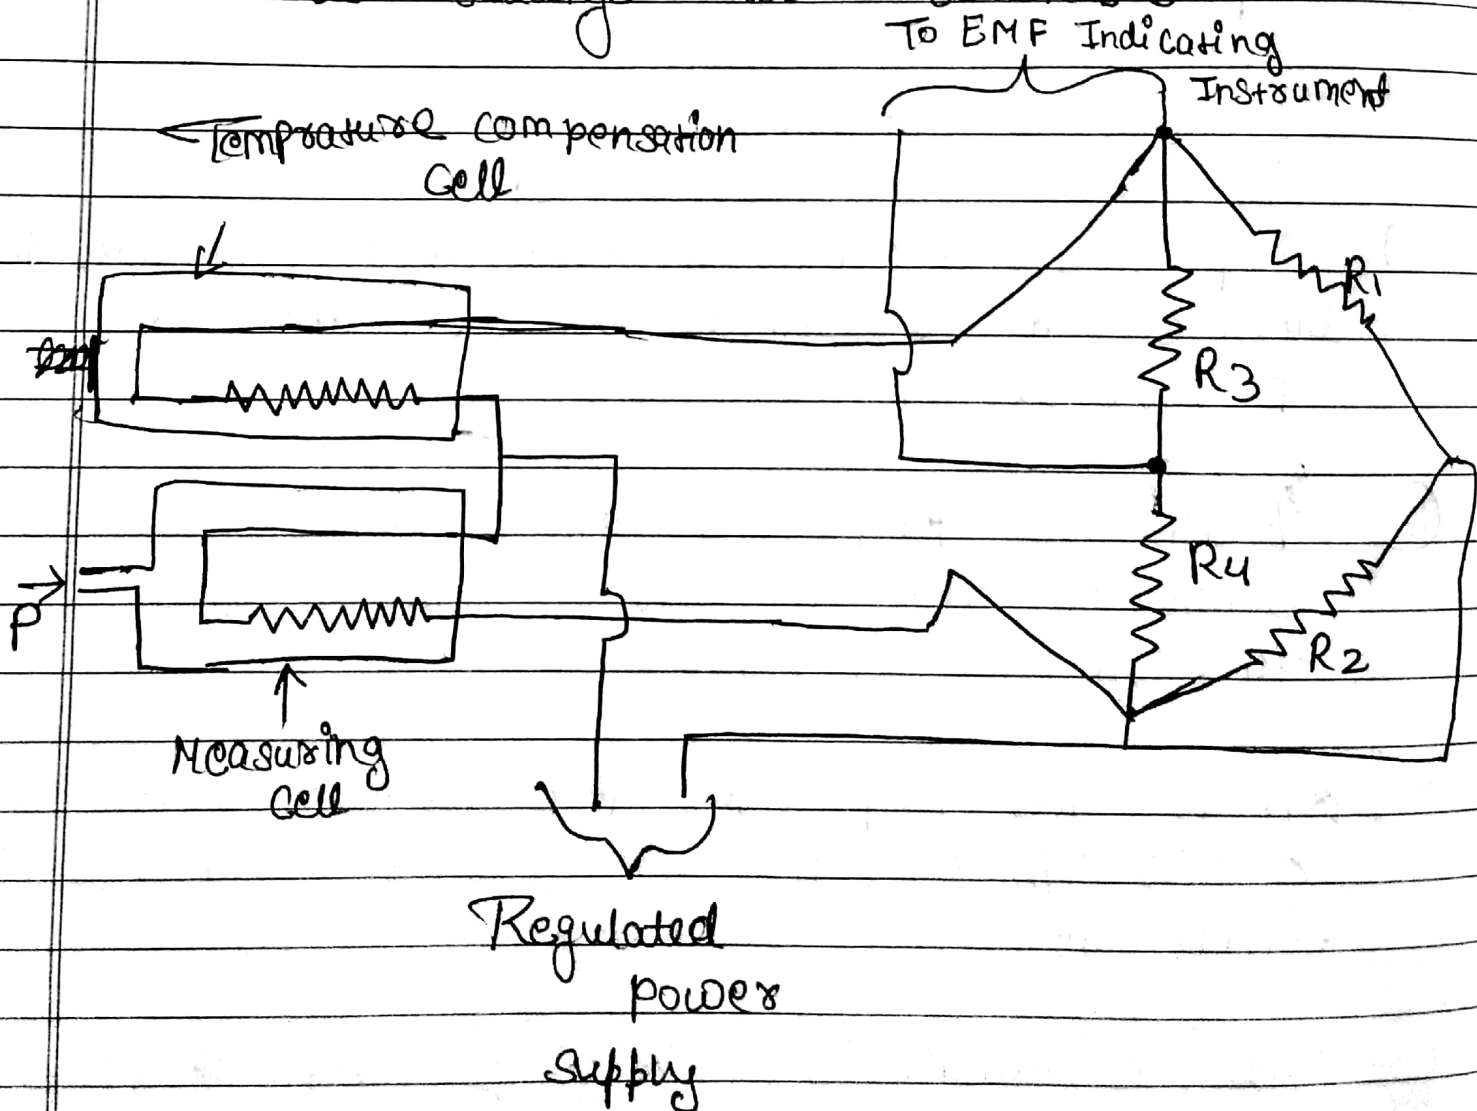 To EMF Indicating
Instrument
Temprature compensation
Cell
R1
R3
R4
R2
P
Measuring
Cell
Regulated
power
supply